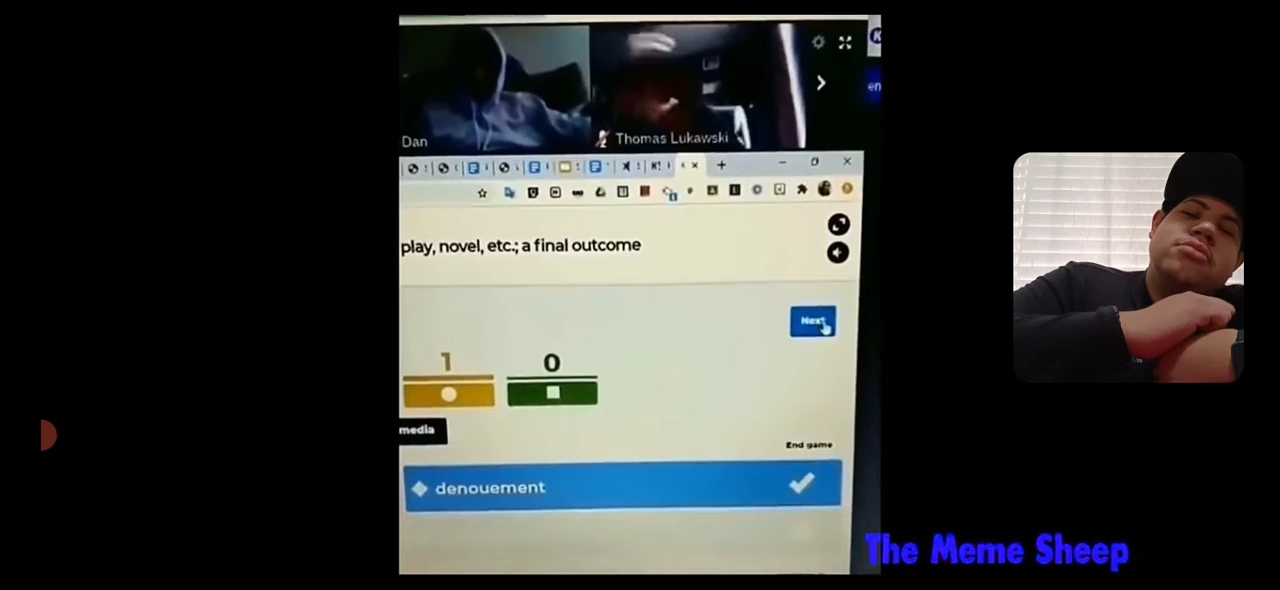 Dan
Thomas Lukawski
play, novel, etc.; a final outcome
Next
1
0
media
End game
denouement
The Meme Sheep